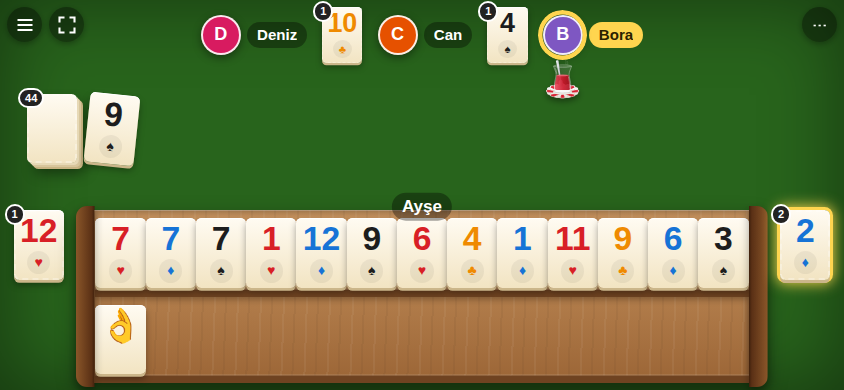 D Deniz 1 10 ♣ C Can 1 4 ♠ B Bora ...
44 9 ♠
Ayşe
1 12 ♥ 7 ♥ 7 ♦ 7 ♠ 1 ♥ 12 ♦ 9 ♠ 6 ♥ 4 ♣ 1 ♦ 11 ♥ 9 ♣ 6 ♦ 3 ♠ 2 2 ♦